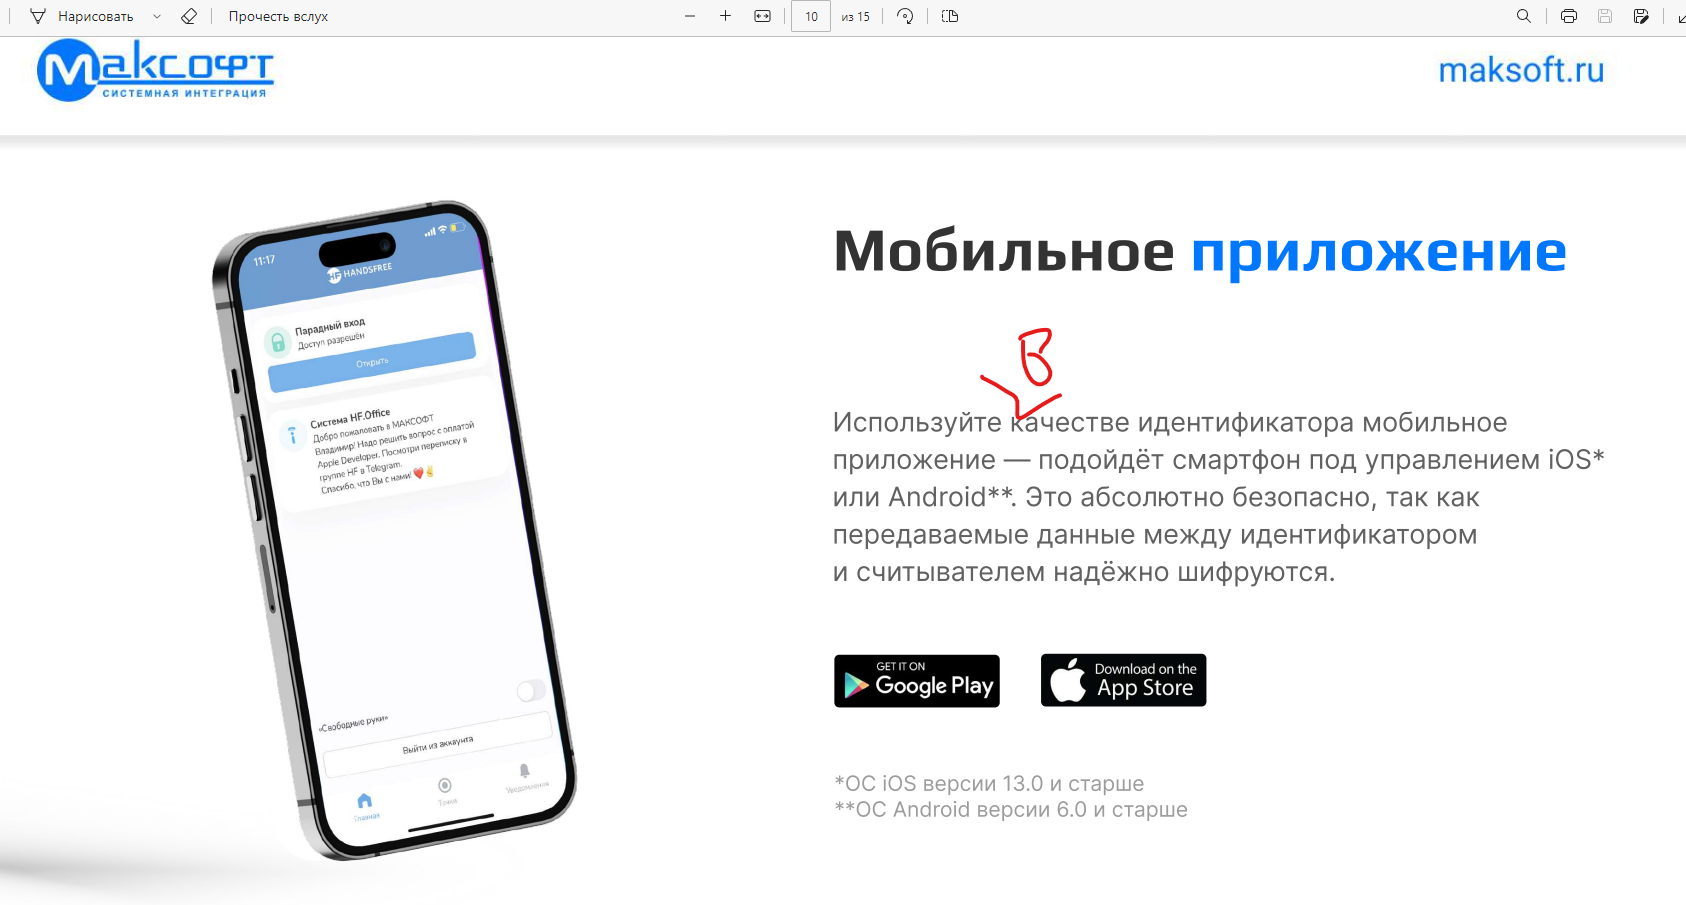 Нарисовать
Прочесть вслух
10
из 15
Максофт
СИСТЕМНАЯ ИНТЕГРАЦИЯ
maksoft.ru
11:17
HF HANDSFREE
Парадный вход
Доступ разрешён
Открыть
Система HF.Office
Добро пожаловать в МАКСОФТ
Владимир! Надо решить вопрос с оплатой
Apple Developer. Посмотри переписку в
группе HF в Telegram.
Спасибо, что Вы с нами! ❤️✌️
«Свободные руки»
Выйти из аккаунта
Главная
Точки
Уведомления
Мобильное приложение
В
Используйте качестве идентификатора мобильное
приложение — подойдёт смартфон под управлением iOS*
или Android**. Это абсолютно безопасно, так как
передаваемые данные между идентификатором
и считывателем надёжно шифруются.
GET IT ON
Google Play
Download on the
App Store
*ОС iOS версии 13.0 и старше
**ОС Android версии 6.0 и старше